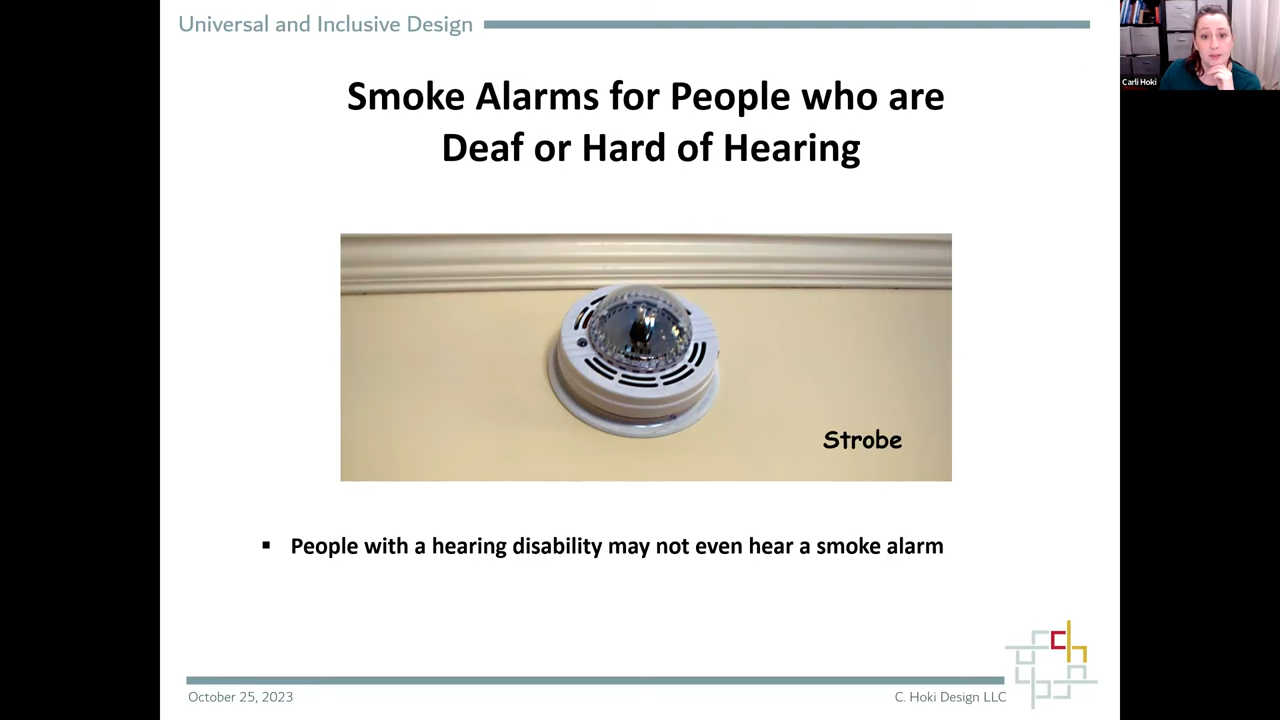 Universal and Inclusive Design
Carli Hoki
Smoke Alarms for People who are
Deaf or Hard of Hearing
Strobe
▪ People with a hearing disability may not even hear a smoke alarm
ch
October 25, 2023
C. Hoki Design LLC